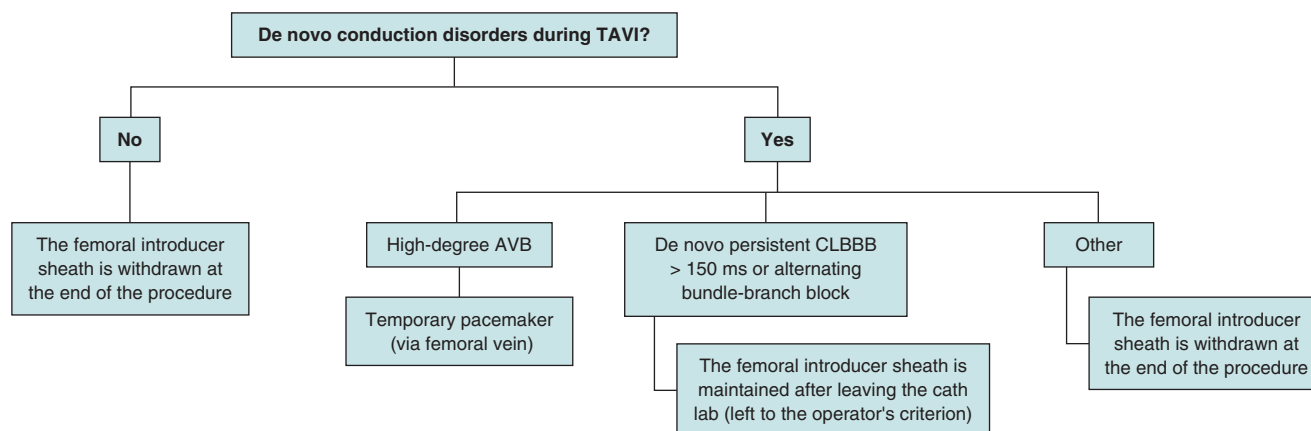 De novo conduction disorders during TAVI?
No
Yes
The femoral introducer
sheath is withdrawn at
the end of the procedure
High-degree AVB
De novo persistent CLBBB
> 150 ms or alternating
bundle-branch block
Other
Temporary pacemaker
(via femoral vein)
The femoral introducer sheath is
maintained after leaving the cath
lab (left to the operator's criterion)
The femoral introducer
sheath is withdrawn at
the end of the procedure